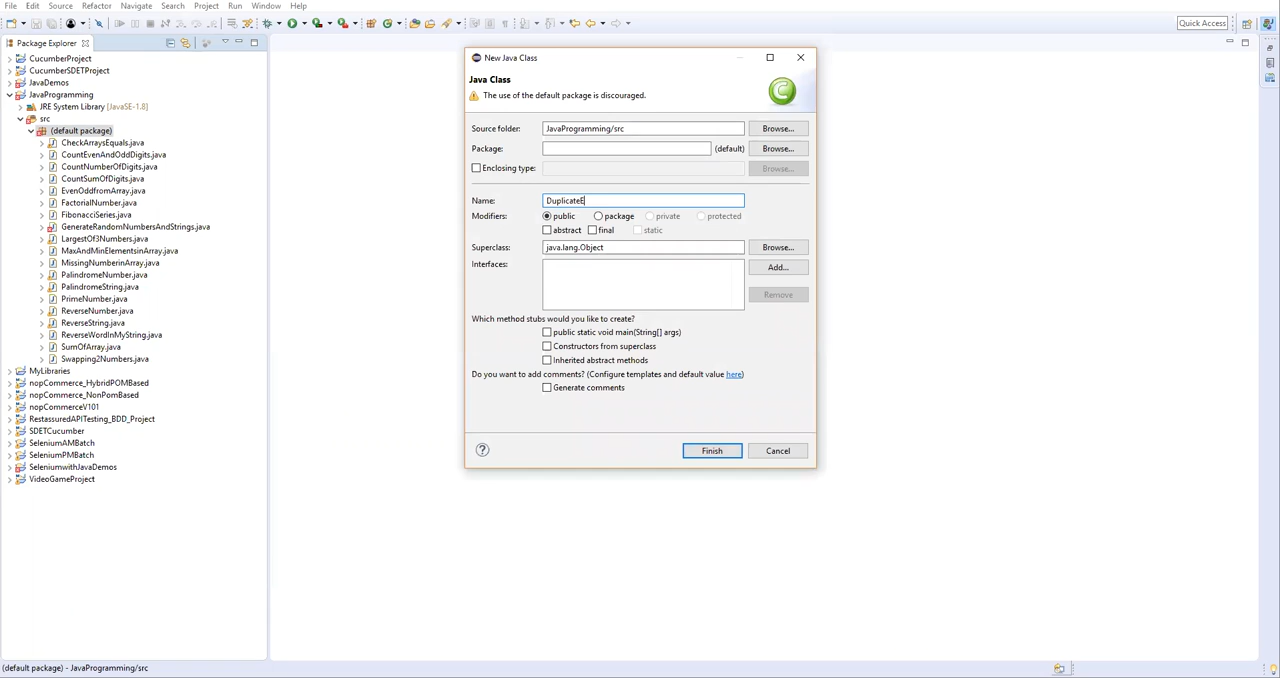 File Edit Source Refactor Navigate Search Project Run Window Help
Quick Access
Package Explorer
CucumberProject
CucumberSDETProject
JavaDemos
JavaProgramming
JRE System Library [JavaSE-1.8]
src
(default package)
CheckArraysEquals.java
CountEvenAndOddDigits.java
CountNumberOfDigits.java
CountSumOfDigits.java
EvenOddfromArray.java
FactorialNumber.java
FibonacciSeries.java
GenerateRandomNumbersAndStrings.java
LargestOf3Numbers.java
MaxAndMinElementsinArray.java
MissingNumberinArray.java
PalindromeNumber.java
PalindromeString.java
PrimeNumber.java
ReverseNumber.java
ReverseString.java
ReverseWordInMyString.java
SumOfArray.java
Swapping2Numbers.java
MyLibraries
nopCommerce_HybridPOMBased
nopCommerce_NonPomBased
nopCommerceV101
RestassuredAPITesting_BDD_Project
SDETCucumber
SeleniumAMBatch
SeleniumPMBatch
SeleniumwithJavaDemos
VideoGameProject
New Java Class
Java Class
The use of the default package is discouraged.
Source folder: JavaProgramming/src Browse...
Package: (default) Browse...
Enclosing type: Browse...
Name: DuplicateE
Modifiers: public package private protected
abstract final static
Superclass: java.lang.Object Browse...
Interfaces: Add...
Remove
Which method stubs would you like to create?
public static void main(String[] args)
Constructors from superclass
Inherited abstract methods
Do you want to add comments? (Configure templates and default value here)
Generate comments
Finish Cancel
(default package) - JavaProgramming/src